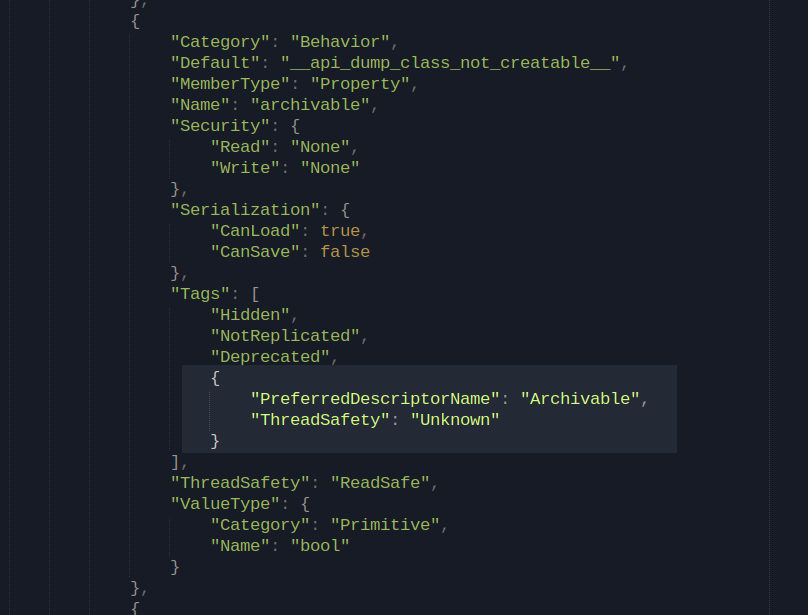 },
{
"Category": "Behavior",
"Default": "__api_dump_class_not_creatable__",
"MemberType": "Property",
"Name": "archivable",
"Security": {
"Read": "None",
"Write": "None"
},
"Serialization": {
"CanLoad": true,
"CanSave": false
},
"Tags": [
"Hidden",
"NotReplicated",
"Deprecated",
{
"PreferredDescriptorName": "Archivable",
"ThreadSafety": "Unknown"
}
],
"ThreadSafety": "ReadSafe",
"ValueType": {
"Category": "Primitive",
"Name": "bool"
}
},
{